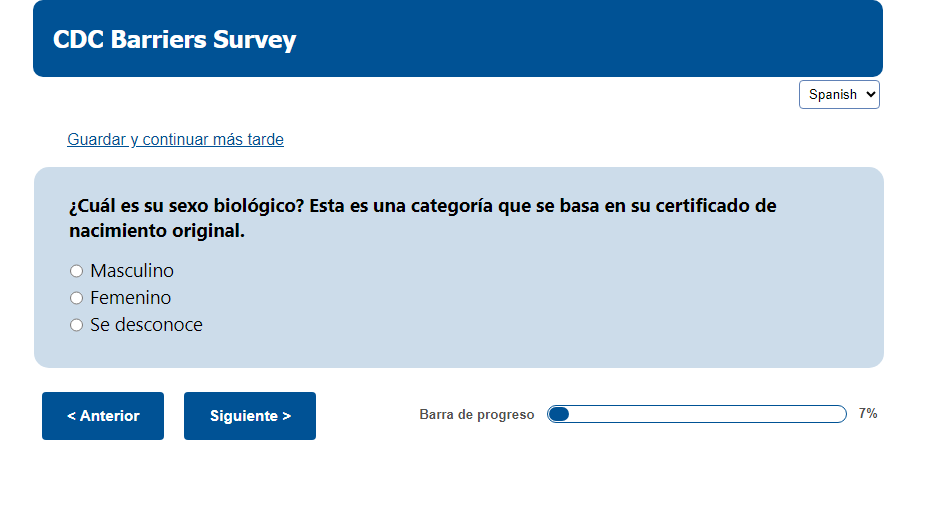 CDC Barriers Survey
Spanish
Guardar y continuar más tarde
¿Cuál es su sexo biológico? Esta es una categoría que se basa en su certificado de
nacimiento original.
Masculino
Femenino
Se desconoce
< Anterior
Siguiente >
Barra de progreso
7%